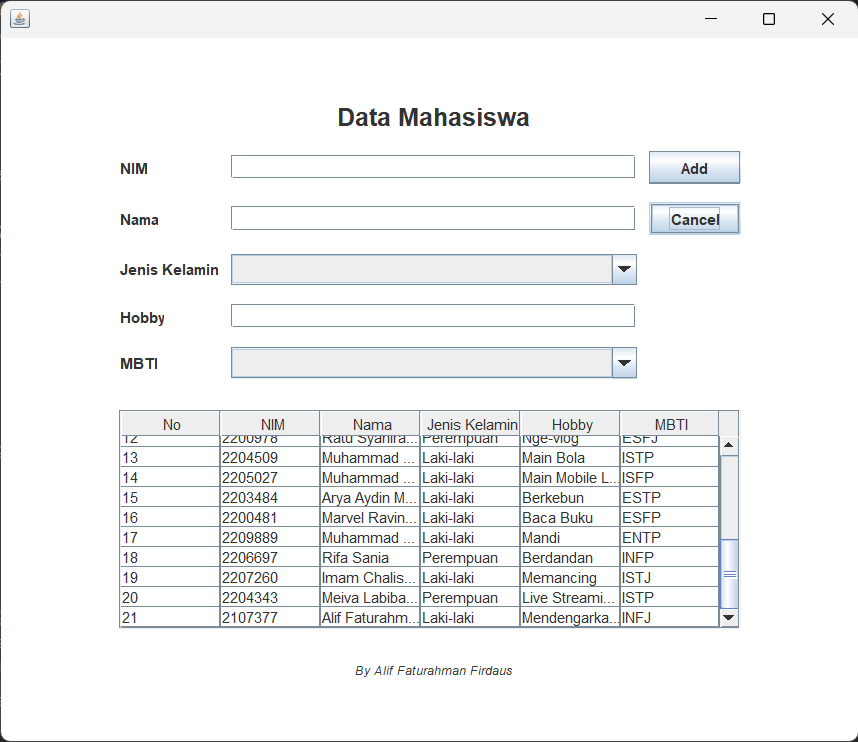 Data Mahasiswa
NIM Add
Nama Cancel
Jenis Kelamin
Hobby
MBTI
No NIM Nama Jenis Kelamin Hobby MBTI
12 2200978 Ratu Syahira... Perempuan Nge-vlog ESFJ
13 2204509 Muhammad ... Laki-laki Main Bola ISTP
14 2205027 Muhammad ... Laki-laki Main Mobile L... ISFP
15 2203484 Arya Aydin M... Laki-laki Berkebun ESTP
16 2200481 Marvel Ravin... Laki-laki Baca Buku ESFP
17 2209889 Muhammad ... Laki-laki Mandi ENTP
18 2206697 Rifa Sania Perempuan Berdandan INFP
19 2207260 Imam Chalis... Laki-laki Memancing ISTJ
20 2204343 Meiva Labiba... Perempuan Live Streami... ISTP
21 2107377 Alif Faturahm... Laki-laki Mendengarka... INFJ
By Alif Faturahman Firdaus